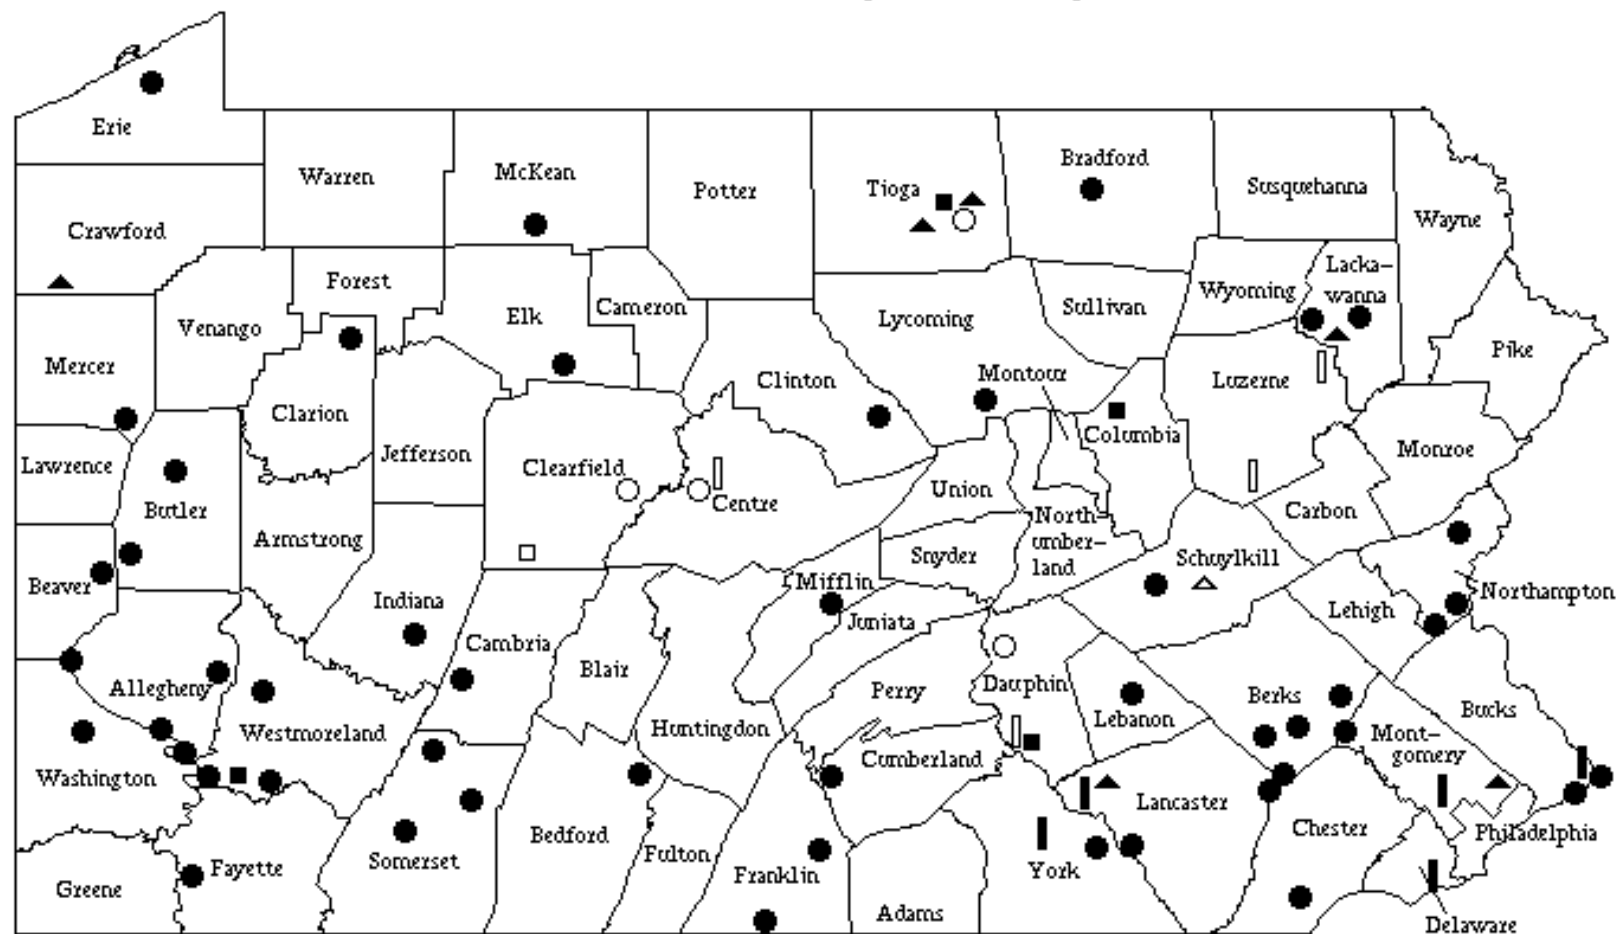 Erie
Warren
McKean
Potter
Tioga
Bradford
Susquehanna
Wayne
Crawford
Forest
Venango
Elk
Cameron
Lycoming
Sullivan
Wyoming
Lacka-
wanna
Pike
Mercer
Clarion
Clinton
Montour
Luzerne
Columbia
Monroe
Lawrence
Jefferson
Clearfield
Centre
Union
Butler
Armstrong
North-
umber-
land
Carbon
Snyder
Schuylkill
Beaver
Mifflin
Northampton
Indiana
Juniata
Lehigh
Cambria
Blair
Allegheny
Perry
Dauphin
Berks
Lebanon
Bucks
Westmoreland
Huntingdon
Cumberland
Mont-
gomery
Washington
Lancaster
Bedford
Chester
Philadelphia
Somerset
Fulton
Fayette
York
Greene
Franklin
Adams
Delaware